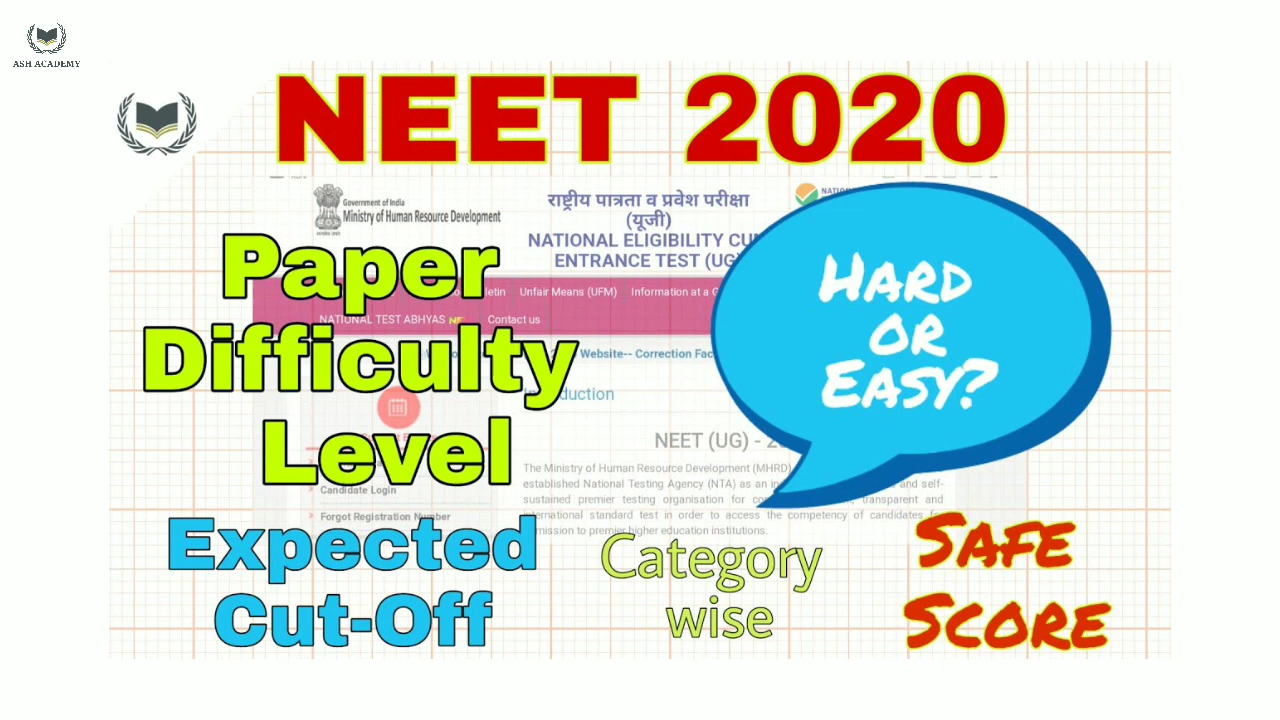 ASH ACADEMY
NEET 2020
Government of India
Ministry of Human Resource Development
राष्ट्रीय पात्रता व प्रवेश परीक्षा
(यूजी)
NATIONAL ELIGIBILITY
ENTRANCE TEST (UG)
Unfair Means (UFM) Information at a
NATIONAL TEST ABHYAS Contact us
Website-- Correction
Paper
Difficulty
Level
HARD
OR
EASY?
NEET (UG) -
The Ministry of Human Resource Development (MHRD)
established National Testing Agency (NTA) as an and self-
sustained premier testing organisation for transparent and
international standard test in order to access the competency of candidates
to premier higher education institutions.
Candidate Login
Forgot Registration Number
Expected
Cut-Off
Category
wise
SAFE
SCORE